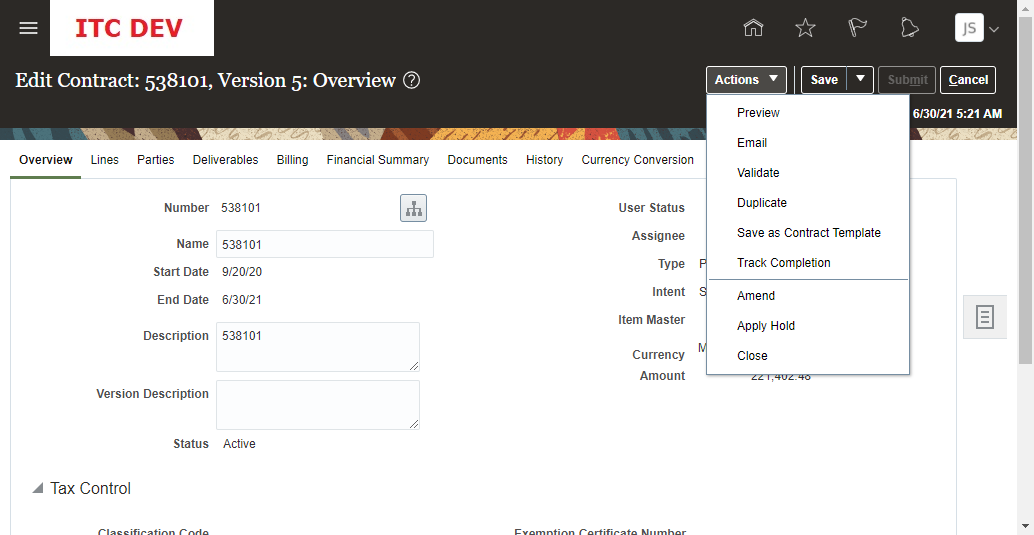 ITC DEV
JS
Edit Contract: 538101, Version 5: Overview ?
Actions
Save
Submit
Cancel
6/30/21 5:21 AM
Preview
Email
Validate
Duplicate
Save as Contract Template
Track Completion
Amend
Apply Hold
Close
Overview Lines Parties Deliverables Billing Financial Summary Documents History Currency Conversion
Number 538101
Name 538101
Start Date 9/20/20
End Date 6/30/21
Description 538101
Version Description
Status Active
User Status
Assignee
Type P
Intent S
Item Master
Currency M
Amount 221,402.48
Tax Control
Classification Code
Exemption Certificate Number